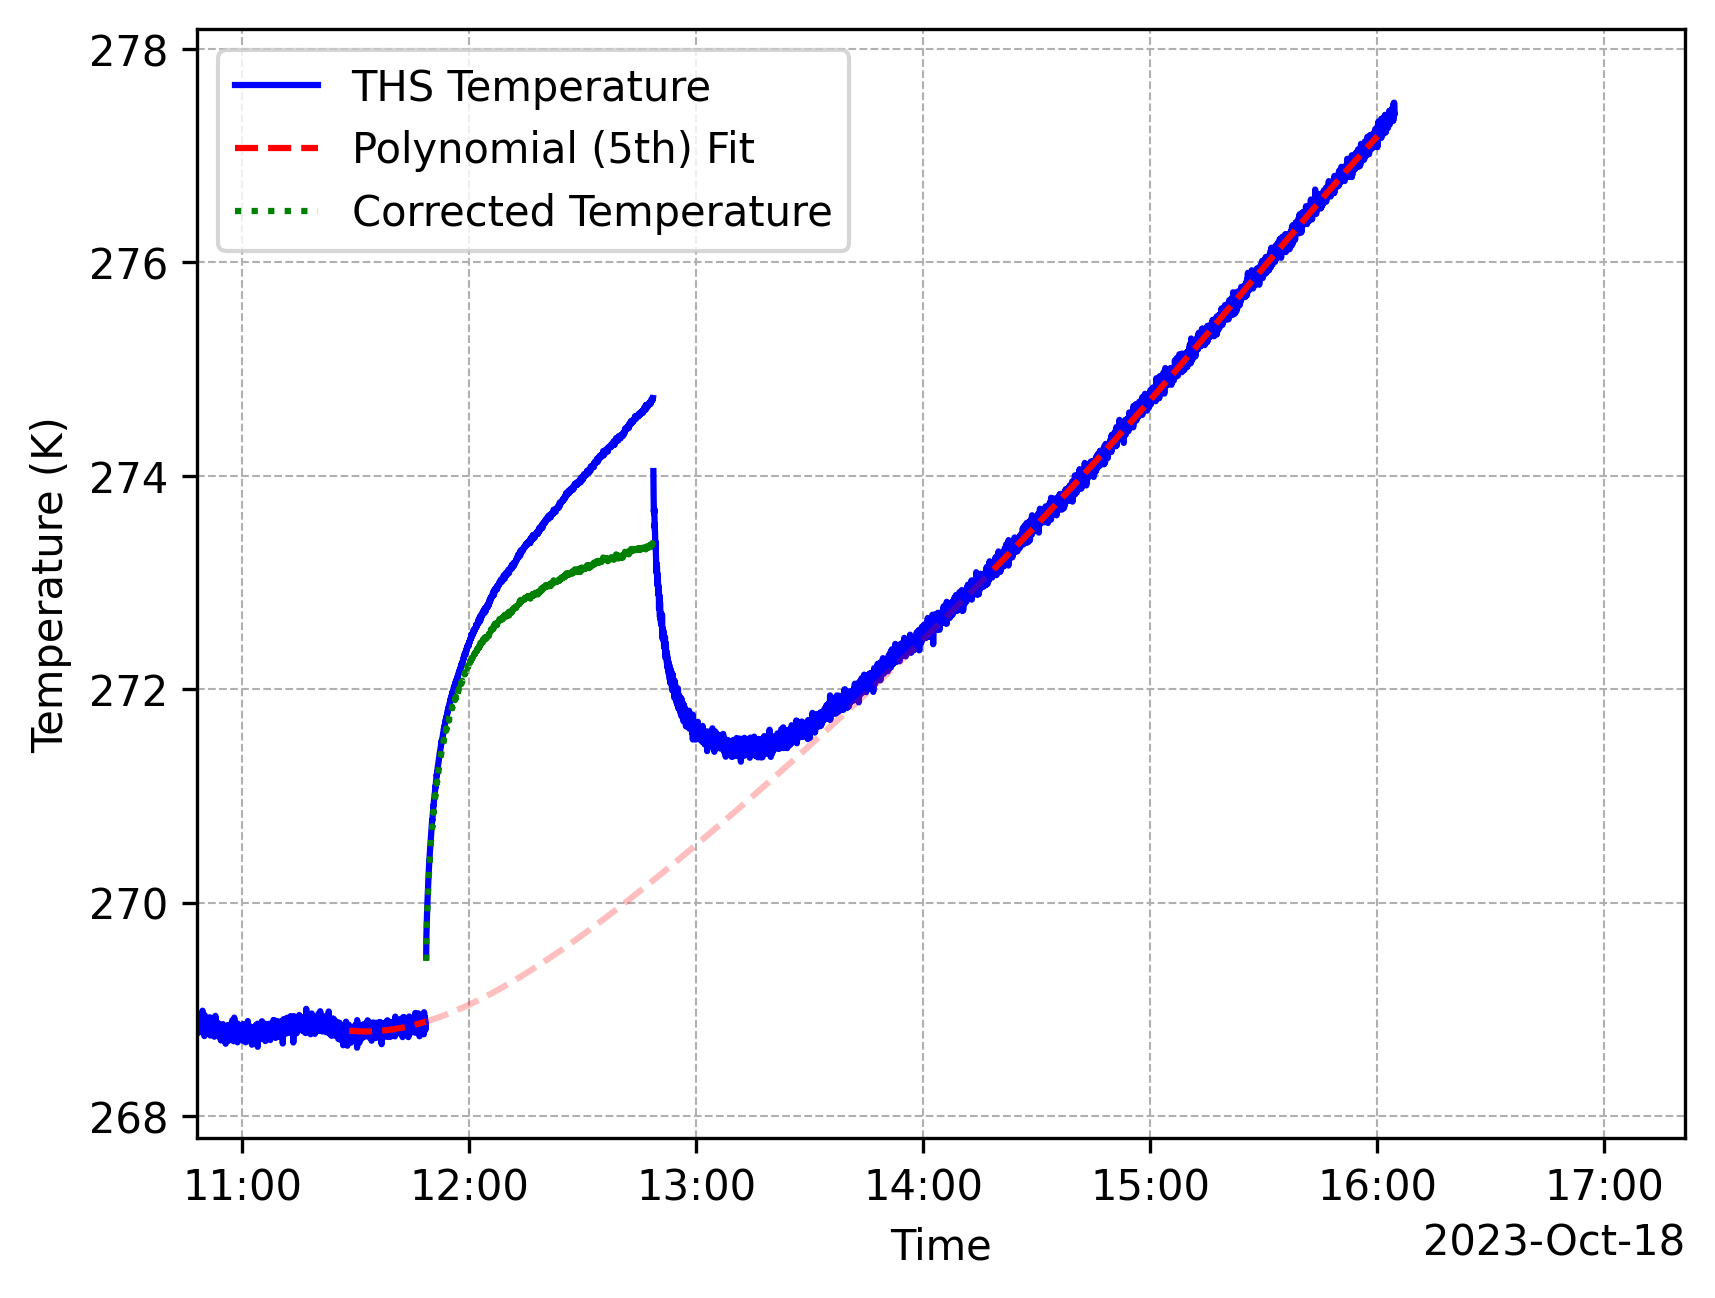 278
276
274
272
270
268
Temperature (K)
THS Temperature
Polynomial (5th) Fit
Corrected Temperature
11:00
12:00
13:00
14:00
15:00
16:00
17:00
Time
2023-Oct-18